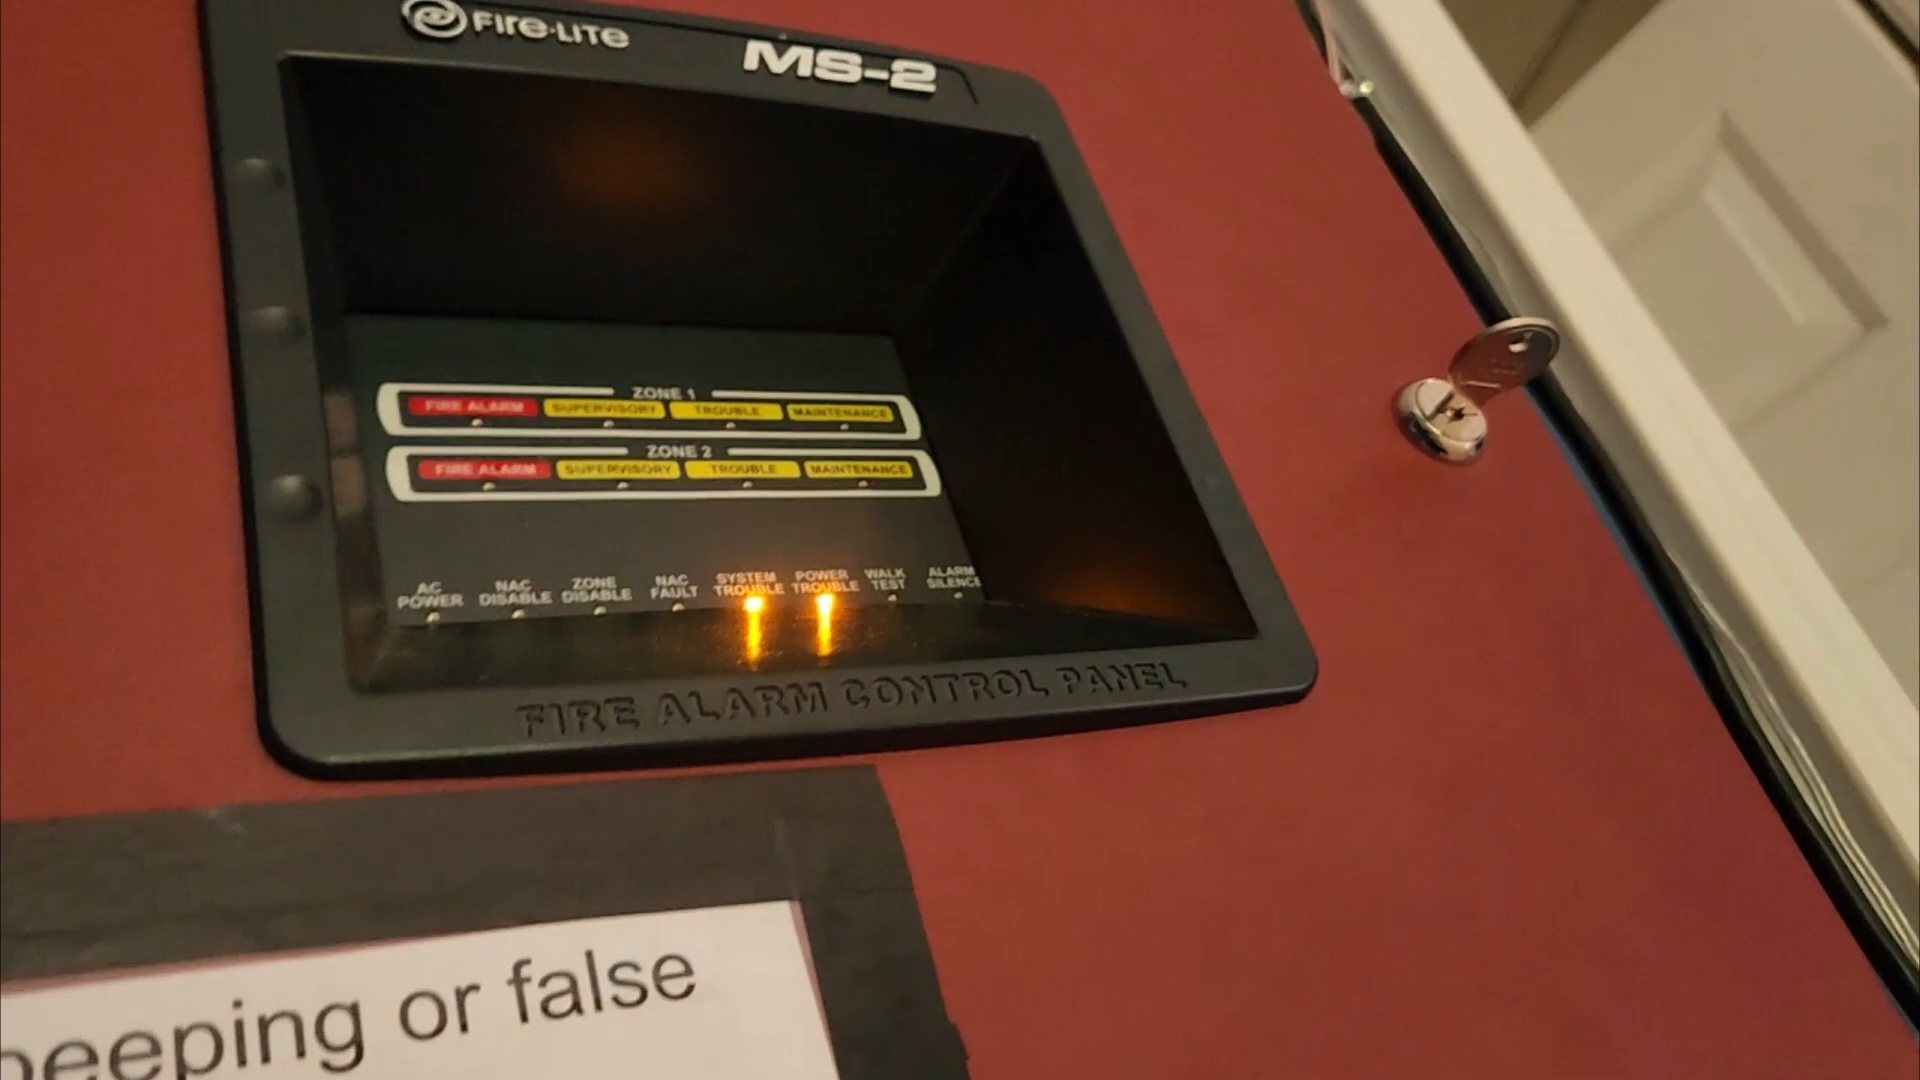 FIRE-LITE
MS-2
ZONE 1
FIRE ALARM SUPERVISORY TROUBLE MAINTENANCE
ZONE 2
FIRE ALARM SUPERVISORY TROUBLE MAINTENANCE
AC POWER
NAC DISABLE
ZONE DISABLE
NAC FAULT
SYSTEM TROUBLE
POWER TROUBLE
WALK TEST
ALARM SILENCE
FIRE ALARM CONTROL PANEL
beeping or false